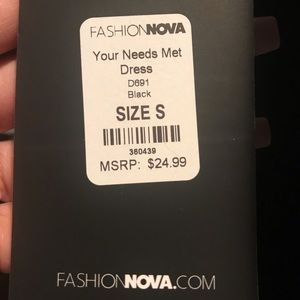 FASHIONNOVA
Your Needs Met
Dress
D691
Black
SIZE S
380439
MSRP: $24.99
FASHIONNOVA.COM